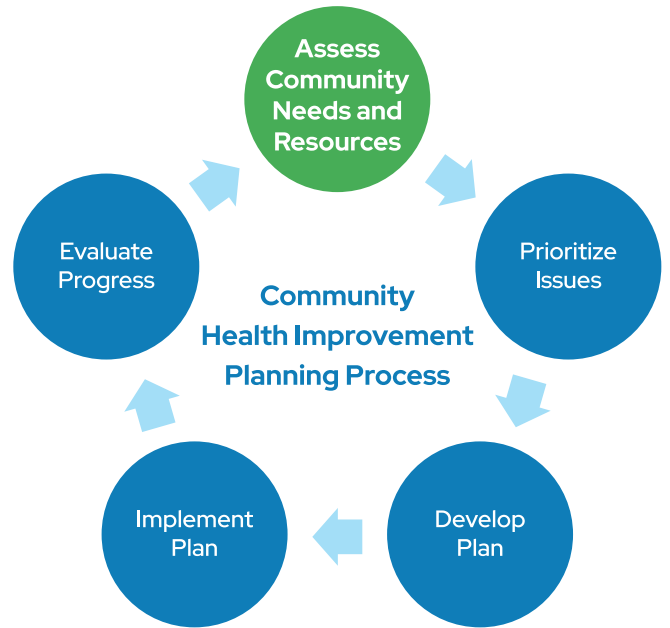 Assess
Community
Needs and
Resources
Prioritize
Issues
Develop
Plan
Implement
Plan
Evaluate
Progress
Community
Health Improvement
Planning Process